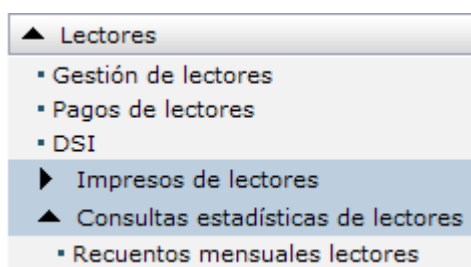 Lectores
Gestión de lectores
Pagos de lectores
DSI
Impresos de lectores
Consultas estadísticas de lectores
Recuentos mensuales lectores